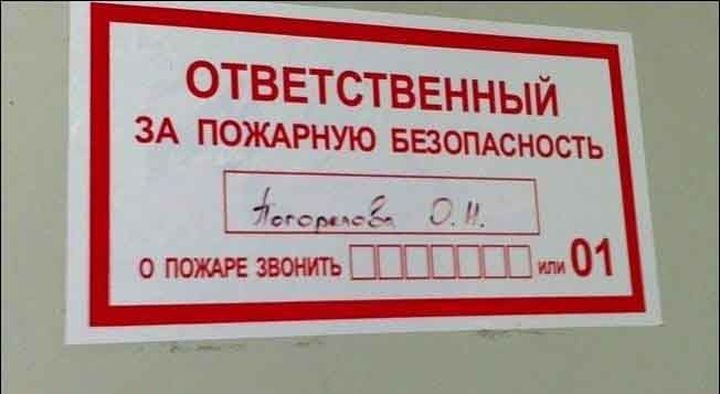 ОТВЕТСТВЕННЫЙ
ЗА ПОЖАРНУЮ БЕЗОПАСНОСТЬ
Погорелова О.Н.
О ПОЖАРЕ ЗВОНИТЬ ИЛИ 01